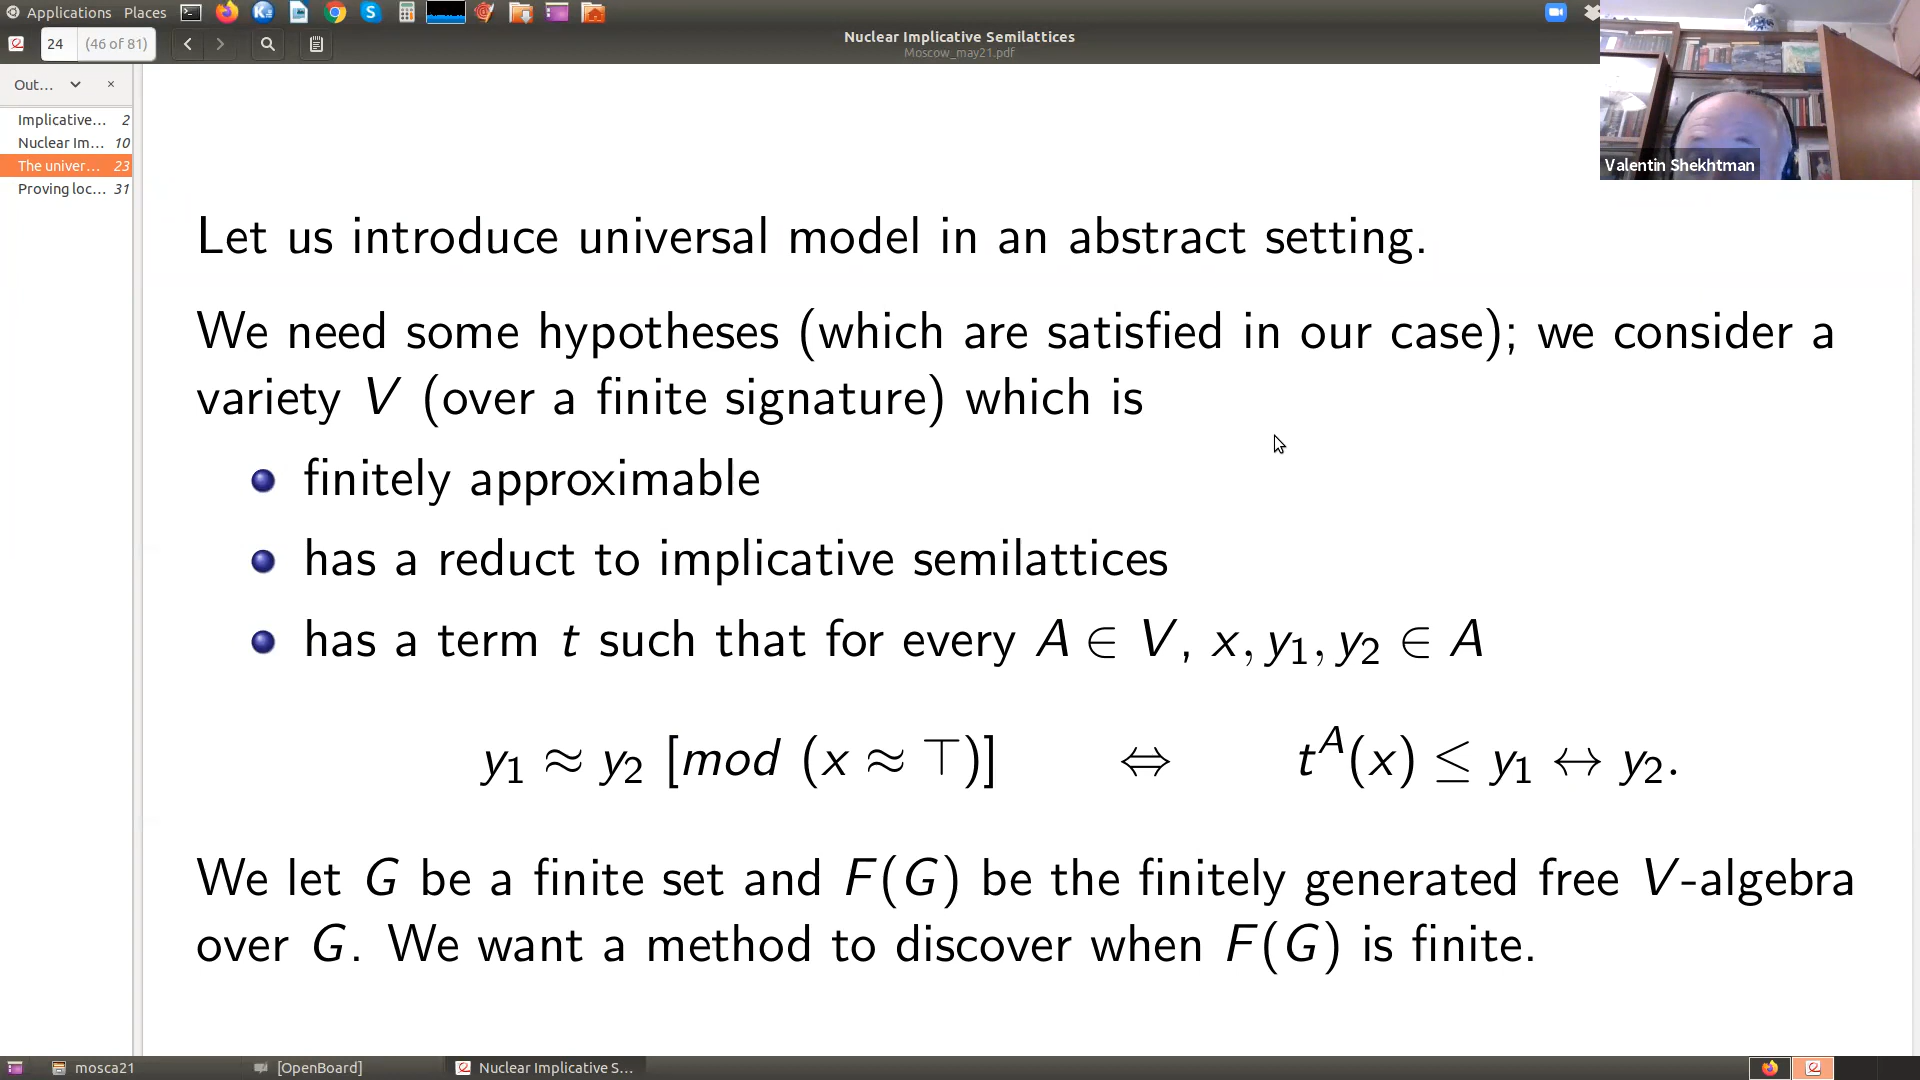 Applications Places
24 (46 of 81)
Nuclear Implicative Semilattices
Moscow_may21.pdf
Out...
Implicative... 2
Nuclear Im... 10
The univer... 23
Proving loc... 31
Valentin Shekhtman
Let us introduce universal model in an abstract setting.
We need some hypotheses (which are satisfied in our case); we consider a
variety V (over a finite signature) which is
finitely approximable
has a reduct to implicative semilattices
has a term t such that for every A ∈ V, x, y₁, y₂ ∈ A
y₁ ≈ y₂ [mod (x ≈ ⊤)] ⇔ tᴬ(x) ≤ y₁ ↔ y₂.
We let G be a finite set and F(G) be the finitely generated free V-algebra
over G. We want a method to discover when F(G) is finite.
mosca21 [OpenBoard] Nuclear Implicative S...